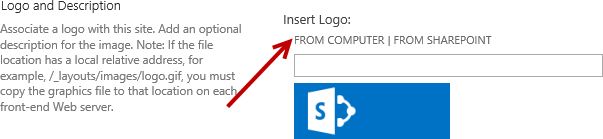 Logo and Description
Associate a logo with this site. Add an optional
description for the image. Note: If the file
location has a local relative address, for
example, /_layouts/images/logo.gif, you must
copy the graphics file to that location on each
front-end Web server.
Insert Logo:
FROM COMPUTER | FROM SHAREPOINT
S